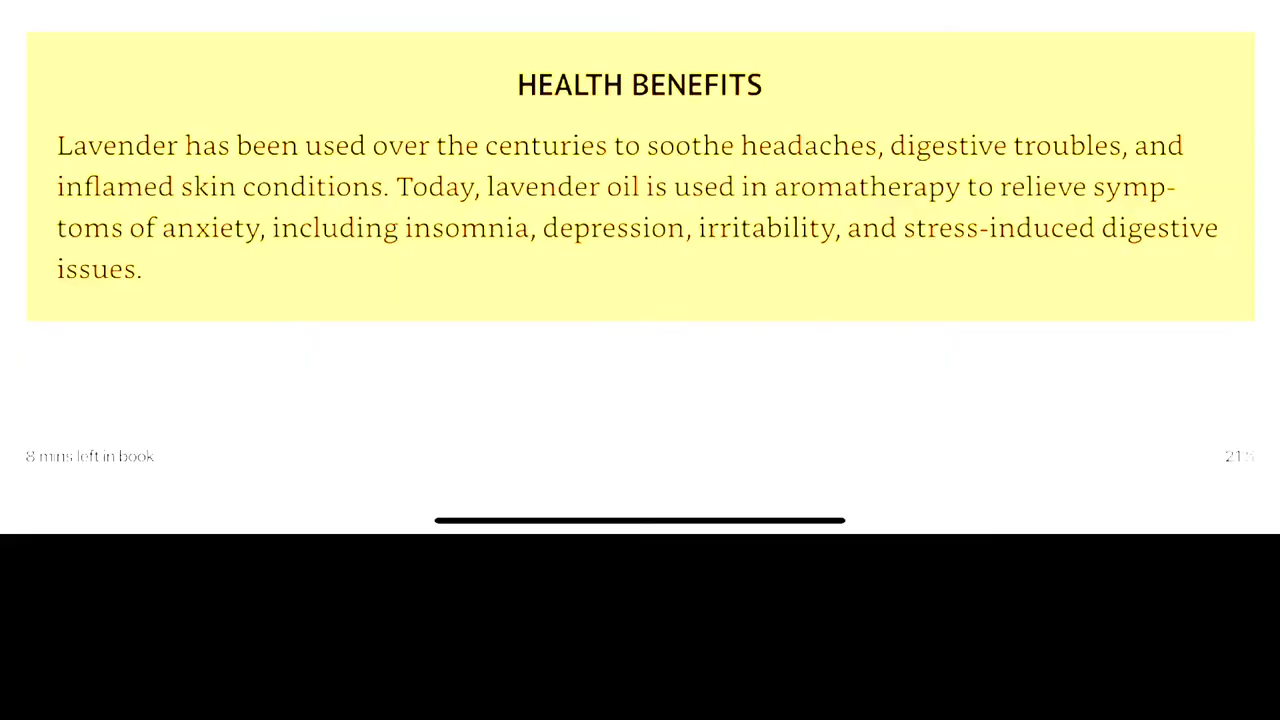 HEALTH BENEFITS
Lavender has been used over the centuries to soothe headaches, digestive troubles, and
inflamed skin conditions. Today, lavender oil is used in aromatherapy to relieve symp-
toms of anxiety, including insomnia, depression, irritability, and stress-induced digestive
issues.
8 mins left in book